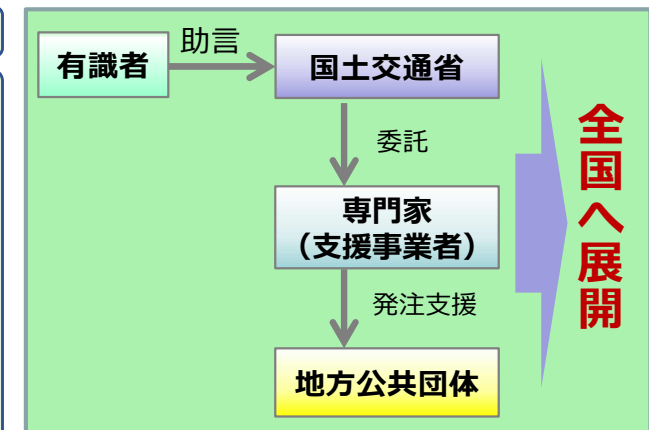 有識者
助言
国土交通省
委託
専門家
（支援事業者）
発注支援
地方公共団体
全国へ展開